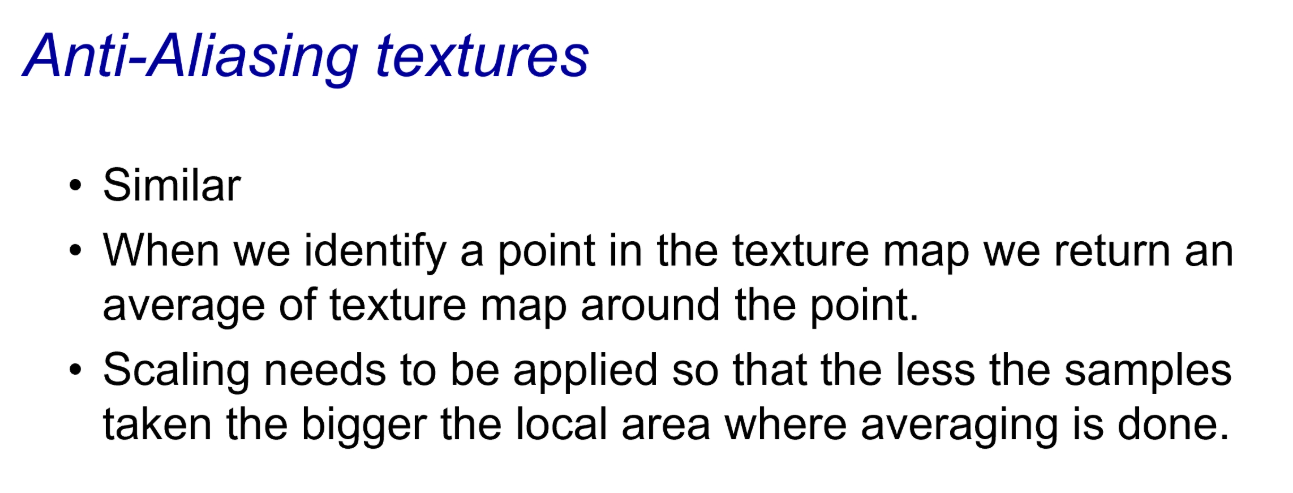 Anti-Aliasing textures
• Similar
• When we identify a point in the texture map we return an
average of texture map around the point.
• Scaling needs to be applied so that the less the samples
taken the bigger the local area where averaging is done.